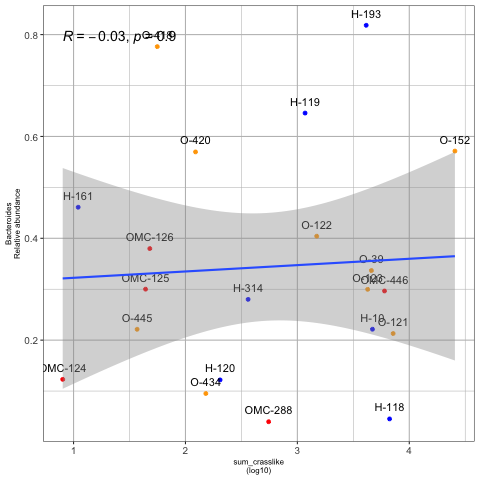 H-193
R = −0.03, p = 0.9
H-119
O-420
O-152
H-161
O-122
OMC-126
O-39
OMC-125
OMC-446
H-314
O-445
H-19
O-121
OMC-124
H-120
O-434
OMC-288
H-118
0.8
0.6
0.4
0.2
1
2
3
4
Bacteroides
Relative abundance
sum_crasslike
(log10)